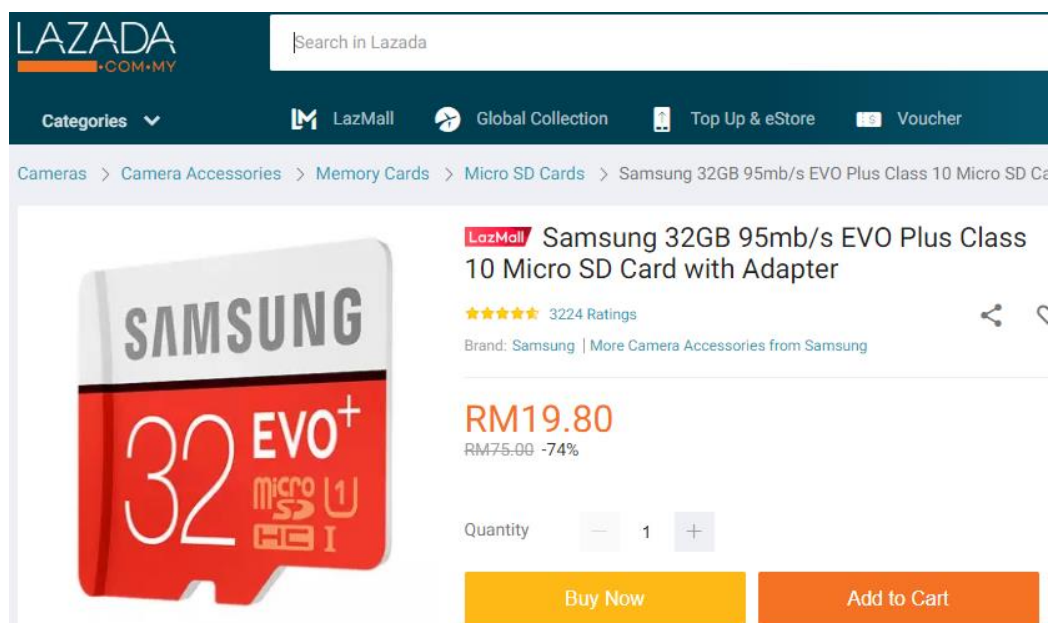 LAZADA
•COM•MY
Search in Lazada
Categories
LM LazMall
Global Collection
Top Up & eStore
Voucher
Cameras > Camera Accessories > Memory Cards > Micro SD Cards > Samsung 32GB 95mb/s EVO Plus Class 10 Micro SD Ca
LazMall Samsung 32GB 95mb/s EVO Plus Class
10 Micro SD Card with Adapter
3224 Ratings
Brand: Samsung | More Camera Accessories from Samsung
RM19.80
RM75.00 -74%
Quantity
— 1 +
Buy Now
Add to Cart
SAMSUNG
32
EVO+
micro
SD
HC I
1